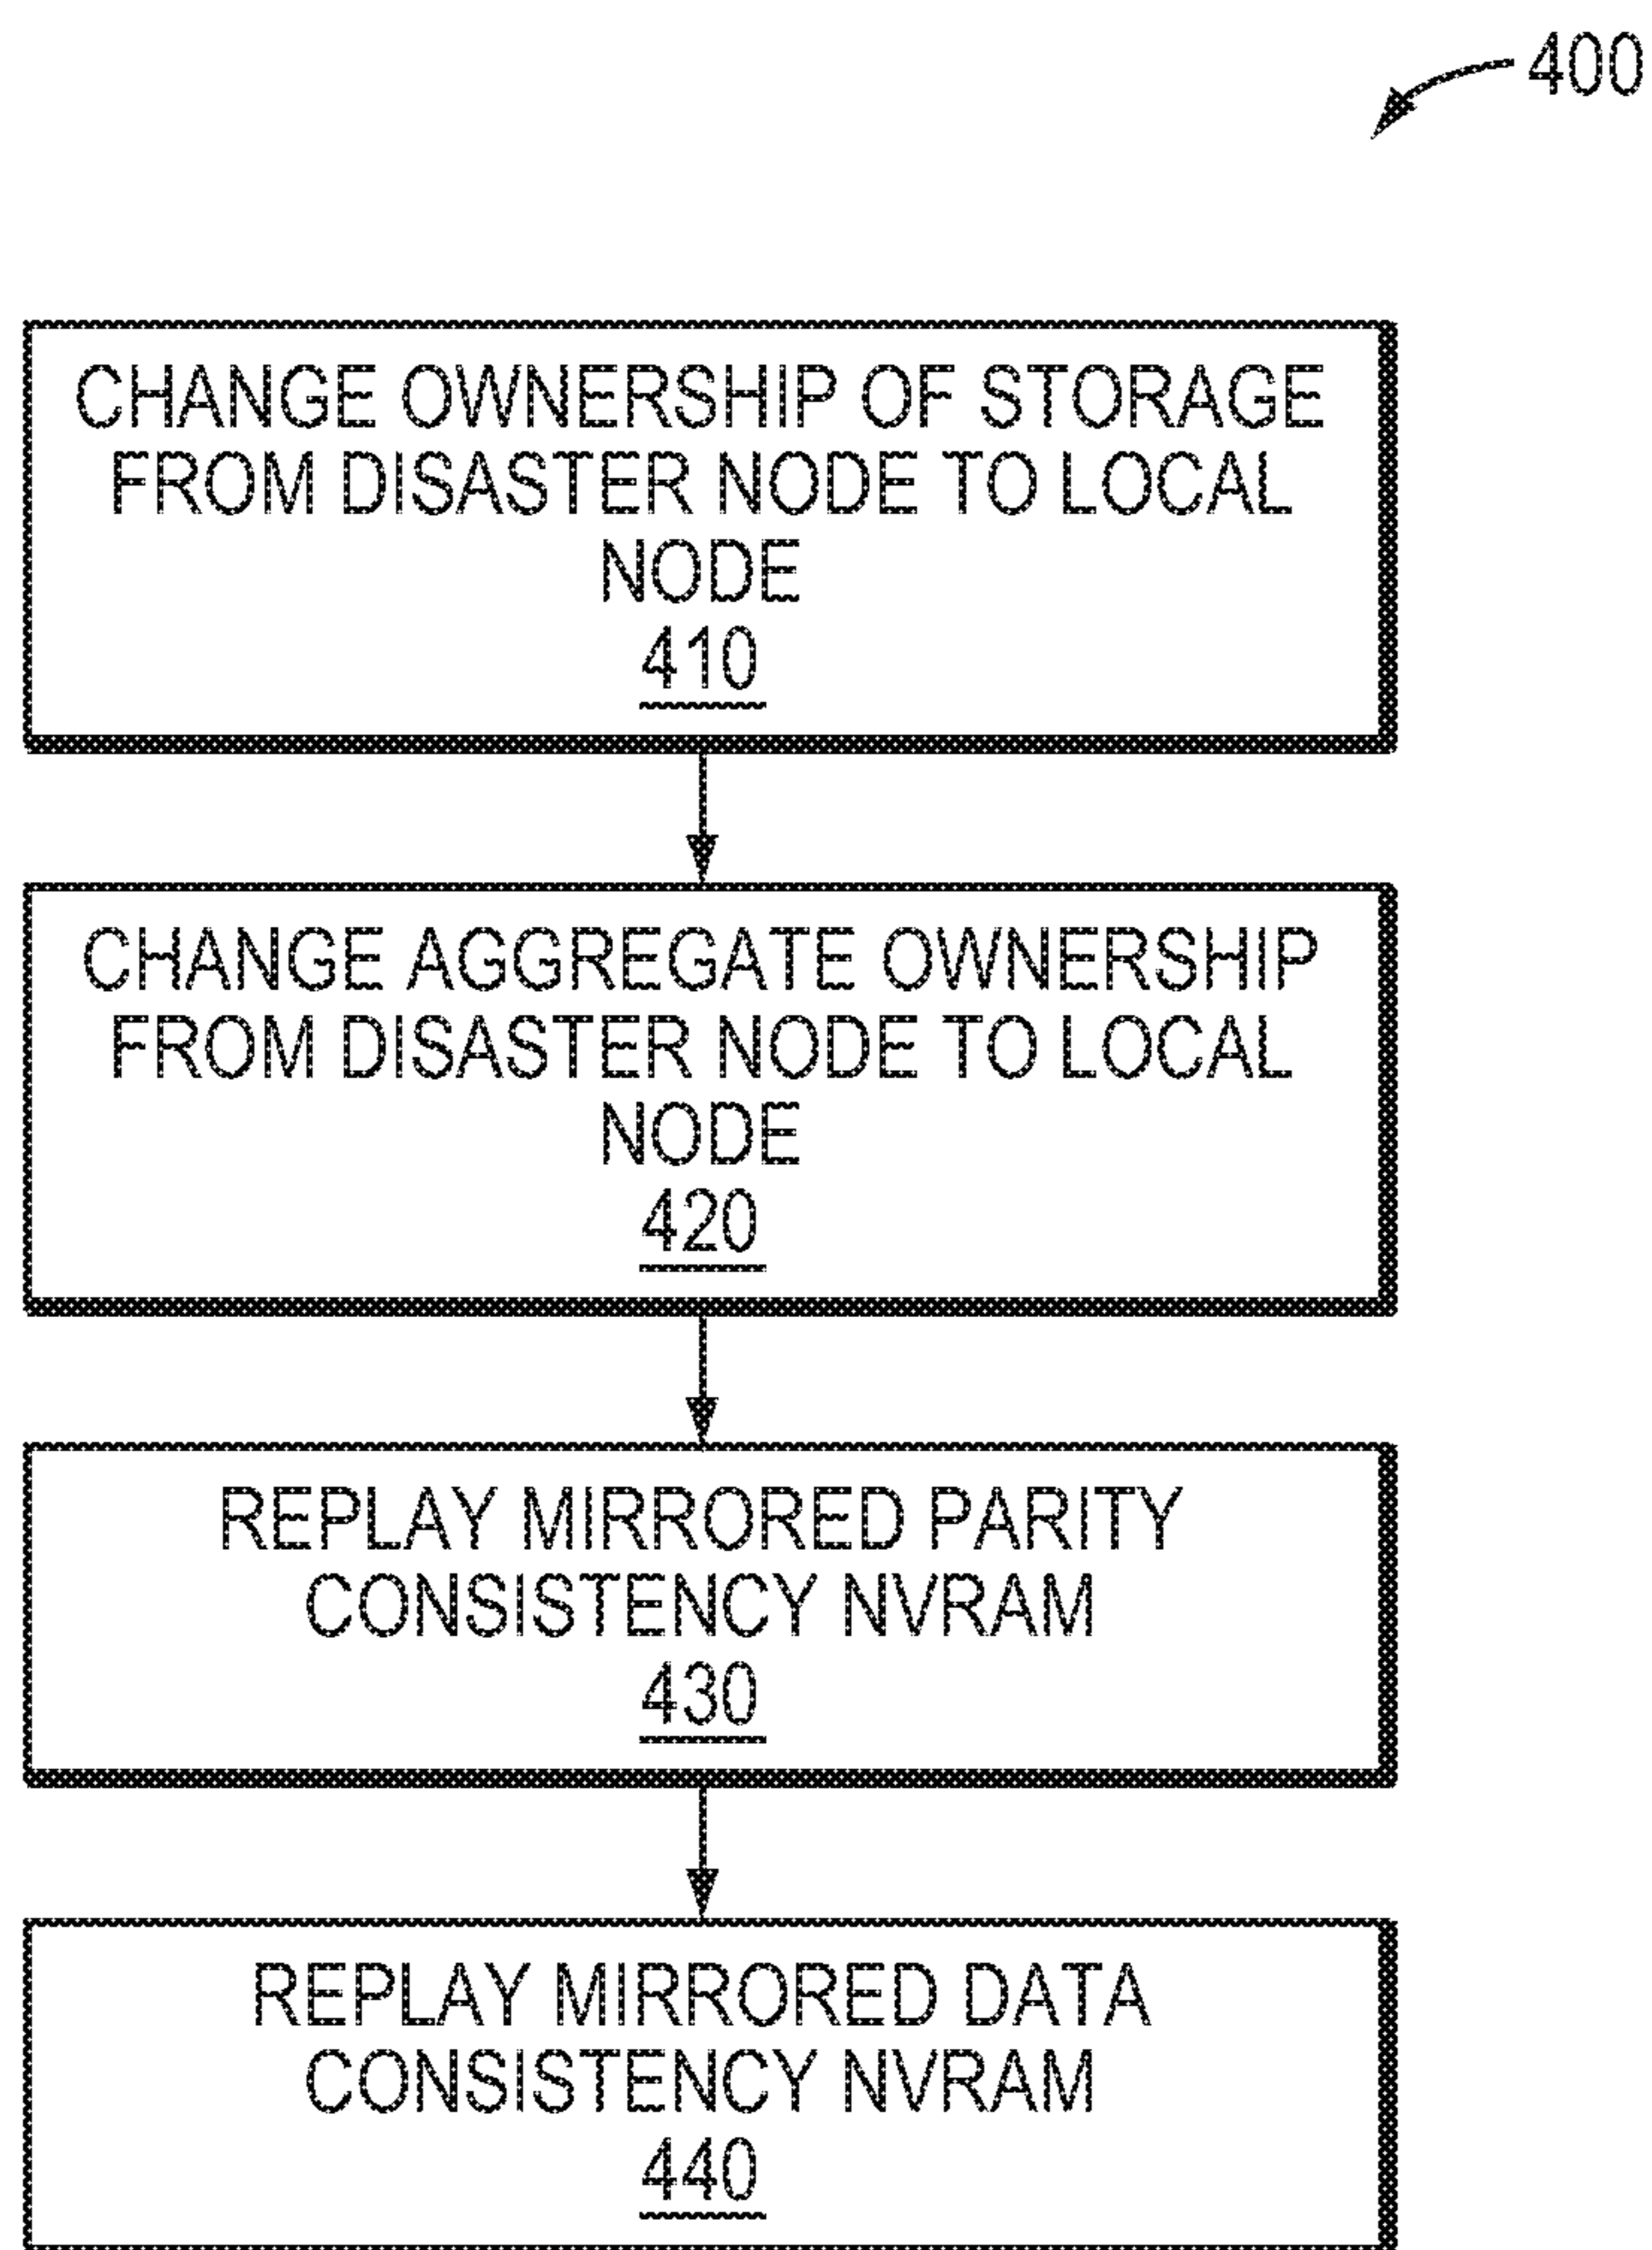 400
CHANGE OWNERSHIP OF STORAGE
FROM DISASTER NODE TO LOCAL
NODE
410
CHANGE AGGREGATE OWNERSHIP
FROM DISASTER NODE TO LOCAL
NODE
420
REPLAY MIRRORED PARITY
CONSISTENCY NVRAM
430
REPLAY MIRRORED DATA
CONSISTENCY NVRAM
440